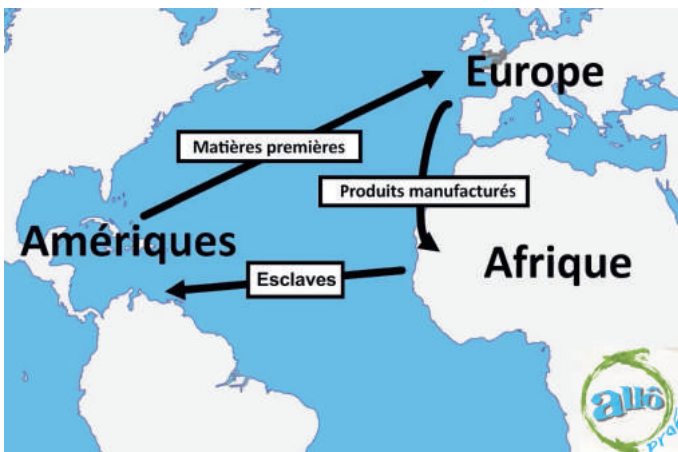 Europe
Matières premières
Produits manufacturés
Amériques
Afrique
Esclaves
allô